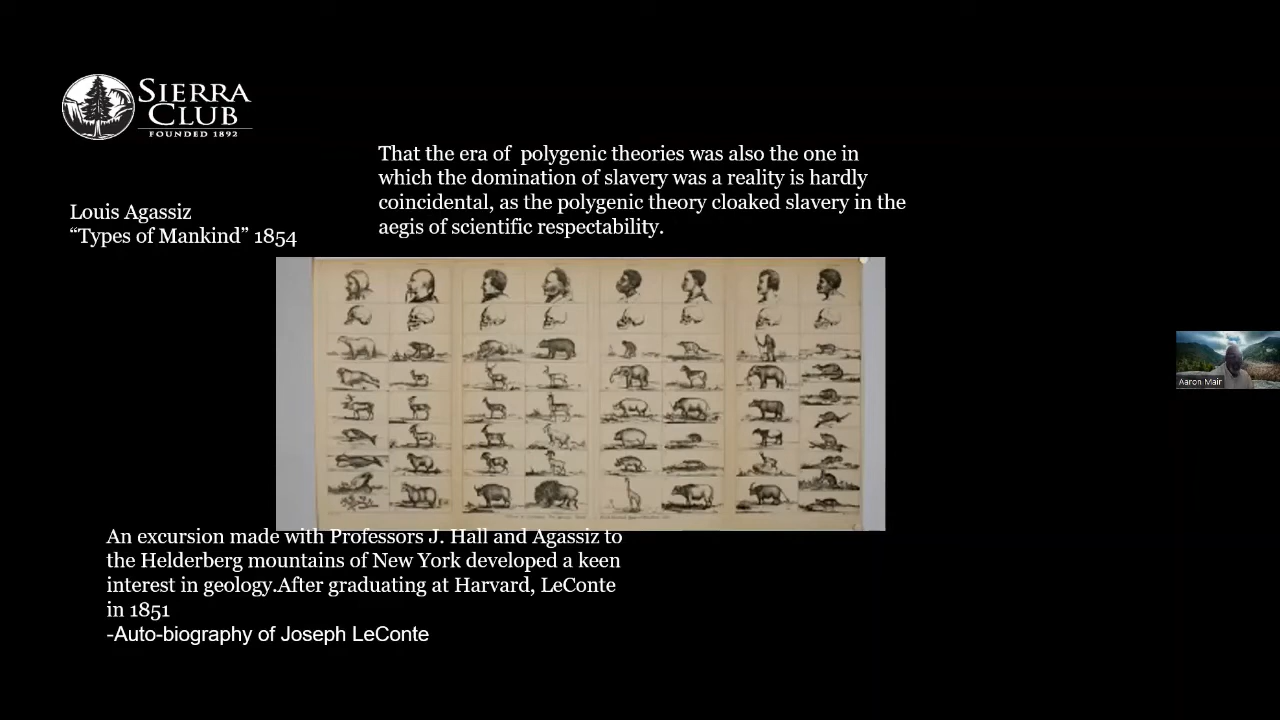 SIERRA
CLUB
FOUNDED 1892
That the era of  polygenic theories was also the one in
which the domination of slavery was a reality is hardly
coincidental, as the polygenic theory cloaked slavery in the
aegis of scientific respectability.
Louis Agassiz
“Types of Mankind” 1854
Aaron Mair
An excursion made with Professors J. Hall and Agassiz to
the Helderberg mountains of New York developed a keen
interest in geology.After graduating at Harvard, LeConte
in 1851
-Auto-biography of Joseph LeConte